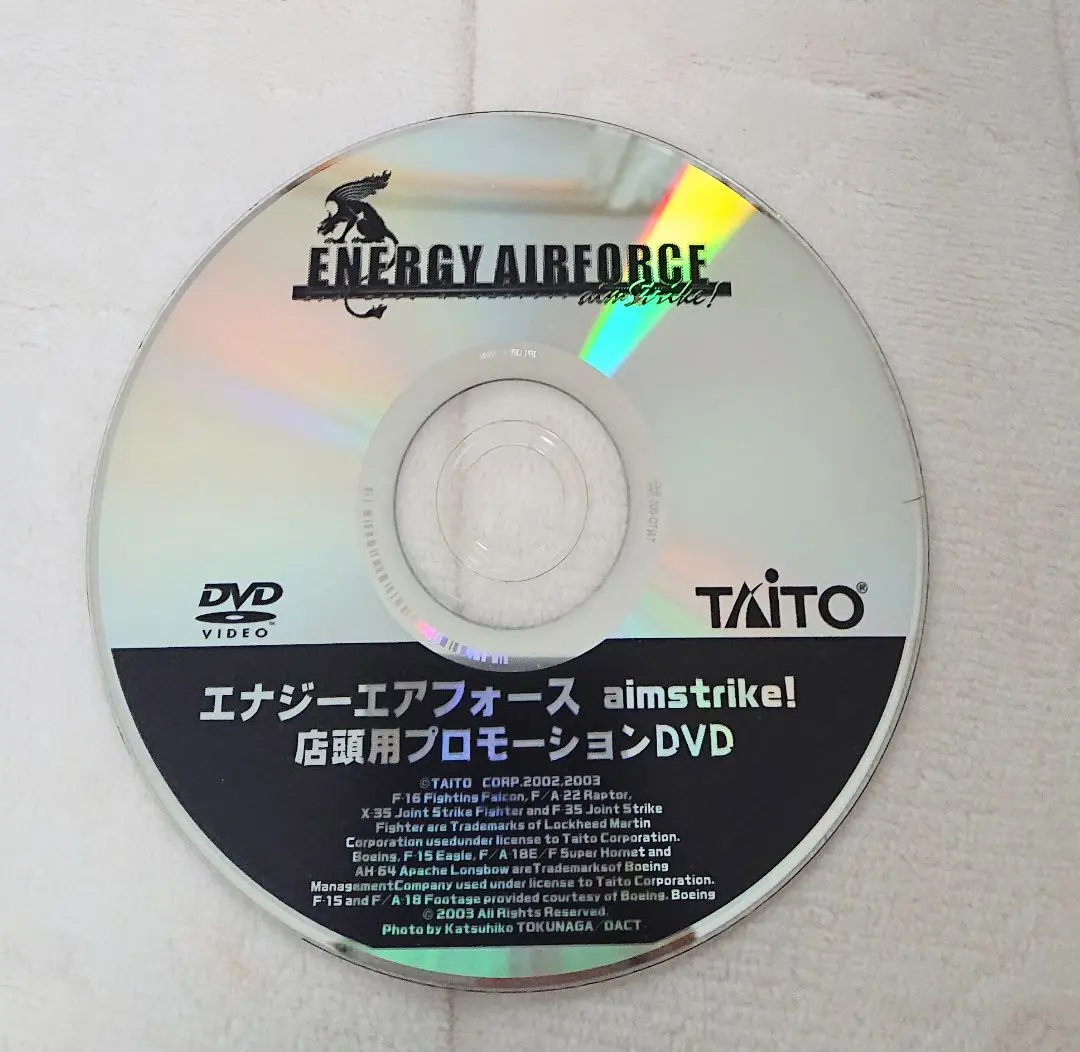 ENERGY AIRFORCE
aimStrike!
DVD
VIDEO™
TAiTO®
エナジーエアフォース aimstrike!
店頭用プロモーションDVD
©TAITO CORP.2002,2003
F-16 Fighting Falcon, F/A-22 Raptor,
X-35 Joint Strike Fighter and F-35 Joint Strike
Fighter are Trademarks of Lockheed Martin
Corporation usedunder license to Taito Corporation.
Boeing, F-15 Eagle, F/A-18E/F Super Hornet and
AH-64 Apache Longbow areTrademarksof Boeing
ManagementCompany used under license to Taito Corporation.
F-15 and F/A-18 Footage provided courtesy of Boeing. Boeing
© 2003 All Rights Reserved.
Photo by Katsuhiko TOKUNAGA/DACT